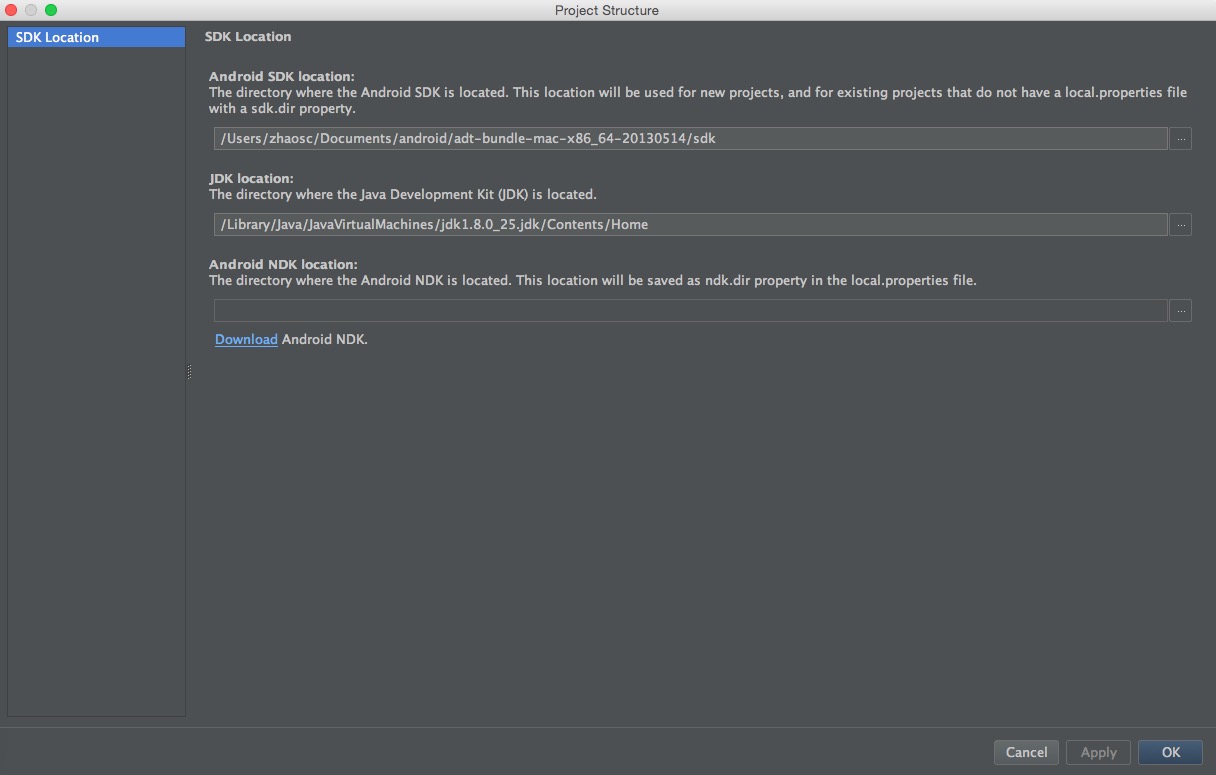 Project Structure
SDK Location
SDK Location
Android SDK location:
The directory where the Android SDK is located. This location will be used for new projects, and for existing projects that do not have a local.properties file
with a sdk.dir property.
/Users/zhaosc/Documents/android/adt-bundle-mac-x86_64-20130514/sdk
...
JDK location:
The directory where the Java Development Kit (JDK) is located.
/Library/Java/JavaVirtualMachines/jdk1.8.0_25.jdk/Contents/Home
...
Android NDK location:
The directory where the Android NDK is located. This location will be saved as ndk.dir property in the local.properties file.
...
Download Android NDK.
Cancel
Apply
OK